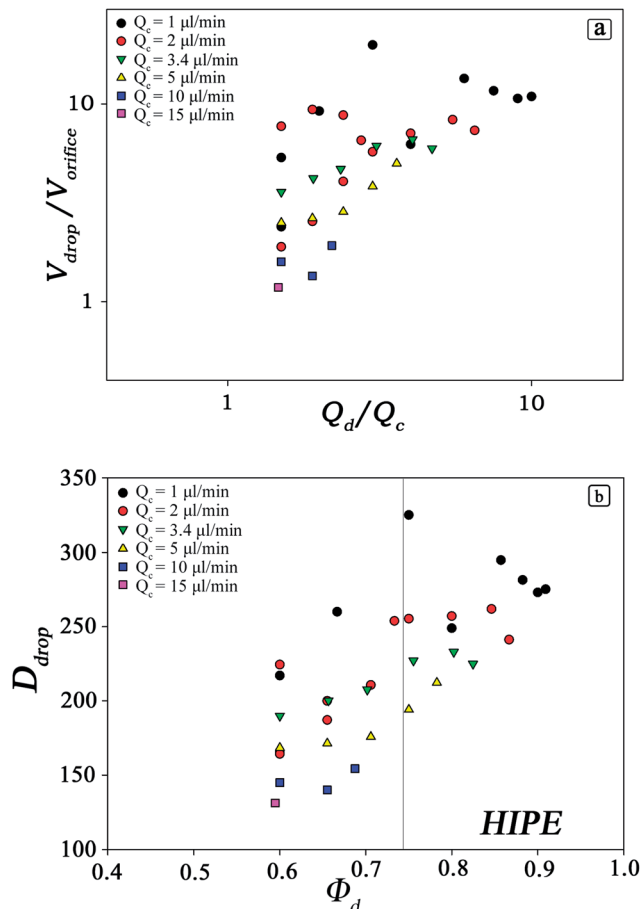 Q_c = 1 µl/min
Q_c = 2 µl/min
Q_c = 3.4 µl/min
Q_c = 5 µl/min
Q_c = 10 µl/min
Q_c = 15 µl/min
a
10
1
V_drop / V_orifice
1
10
Q_d/Q_c
350
300
250
200
150
100
D_drop
Q_c = 1 µl/min
Q_c = 2 µl/min
Q_c = 3.4 µl/min
Q_c = 5 µl/min
Q_c = 10 µl/min
Q_c = 15 µl/min
b
HIPE
0.4
0.5
0.6
0.7
0.8
0.9
1.0
Φ_d